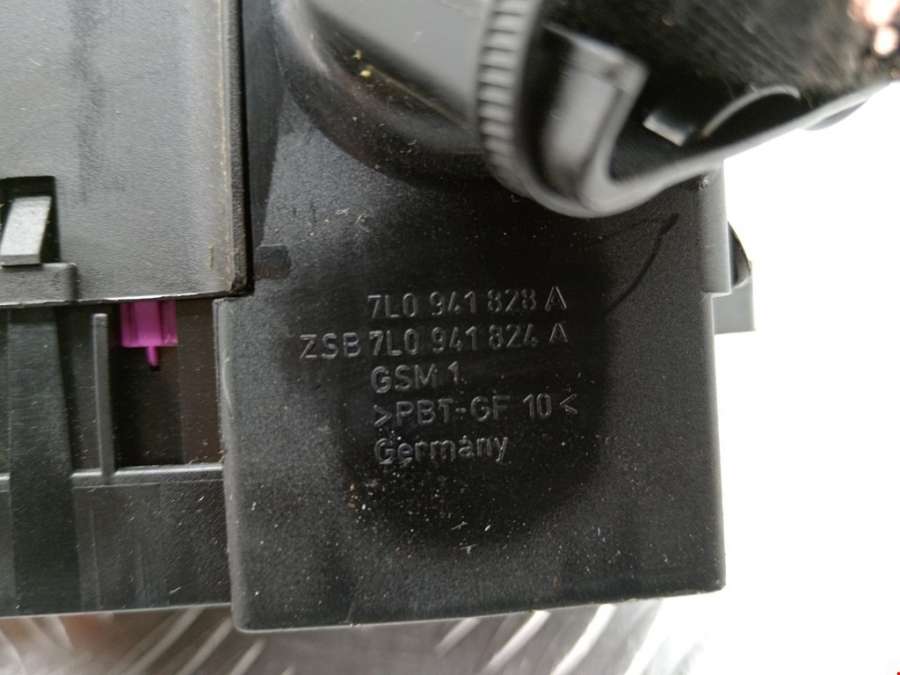 7L0 941 828 A
ZSB 7L0 941 824 A
GSM 1
>PBT-GF 10<
Germany